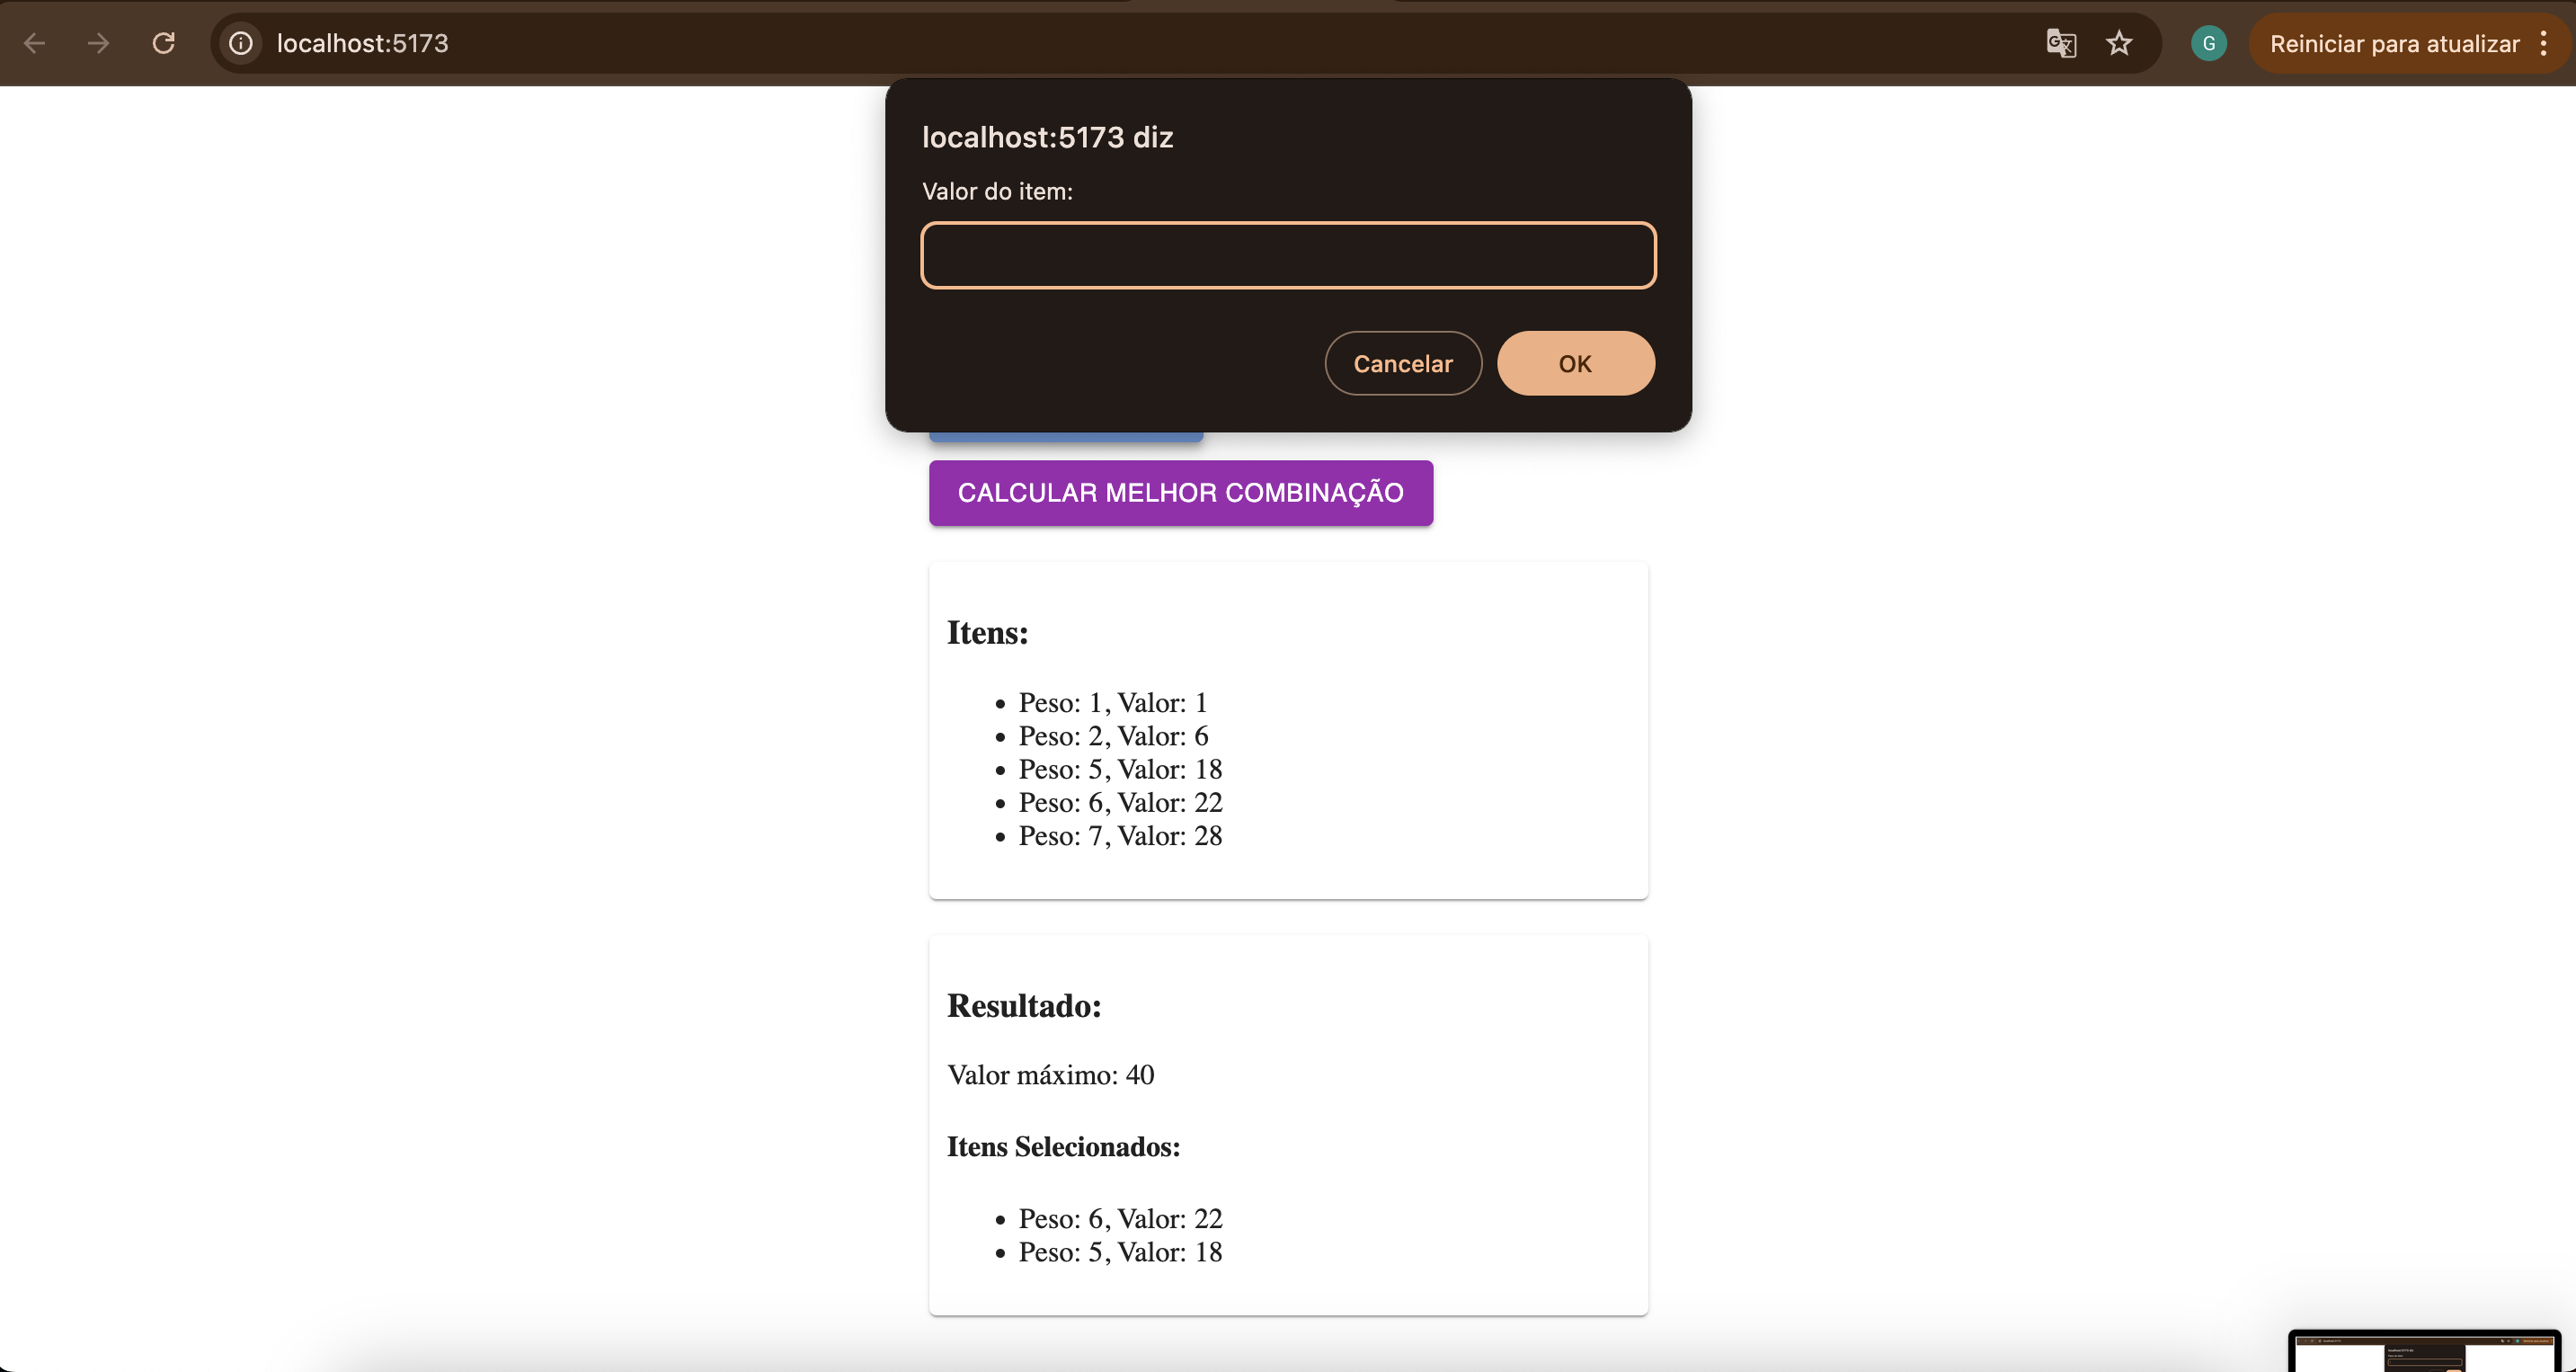 localhost:5173
G
Reiniciar para atualizar
localhost:5173 diz
Valor do item:
Cancelar
OK
CALCULAR MELHOR COMBINAÇÃO
Itens:
Peso: 1, Valor: 1
Peso: 2, Valor: 6
Peso: 5, Valor: 18
Peso: 6, Valor: 22
Peso: 7, Valor: 28
Resultado:
Valor máximo: 40
Itens Selecionados:
Peso: 6, Valor: 22
Peso: 5, Valor: 18